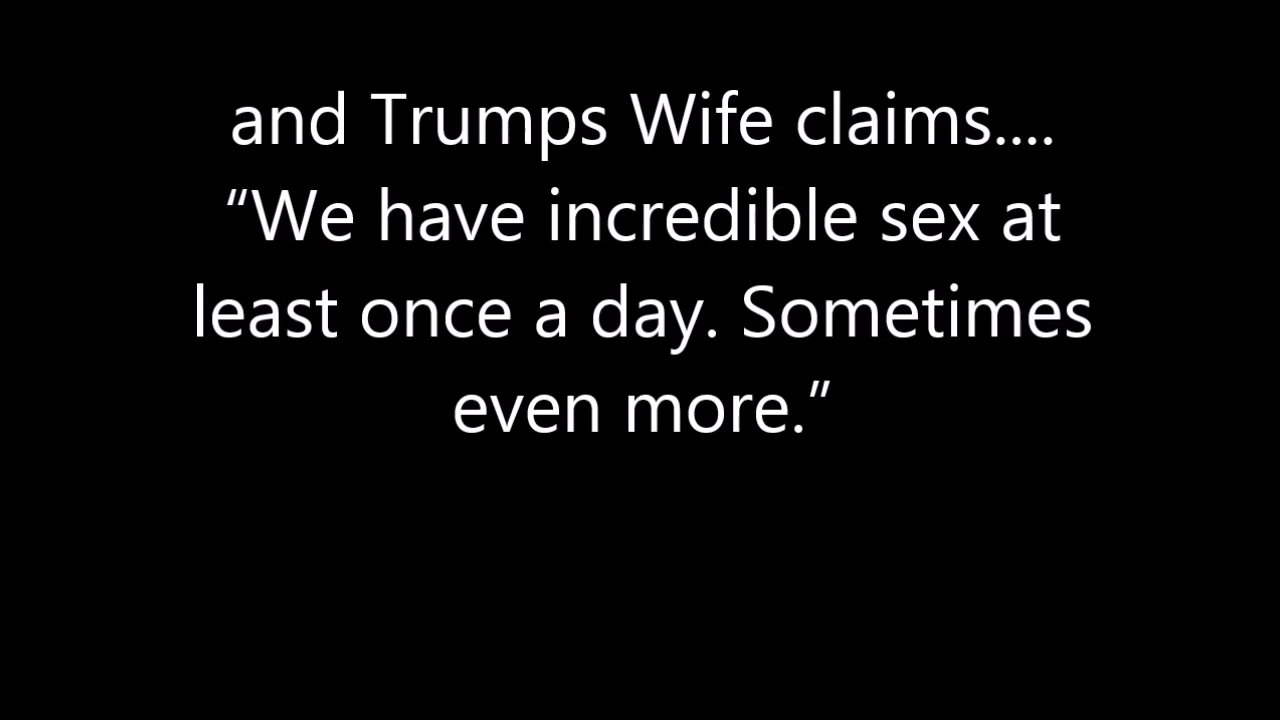 and Trumps Wife claims....
“We have incredible sex at
least once a day. Sometimes
even more.”